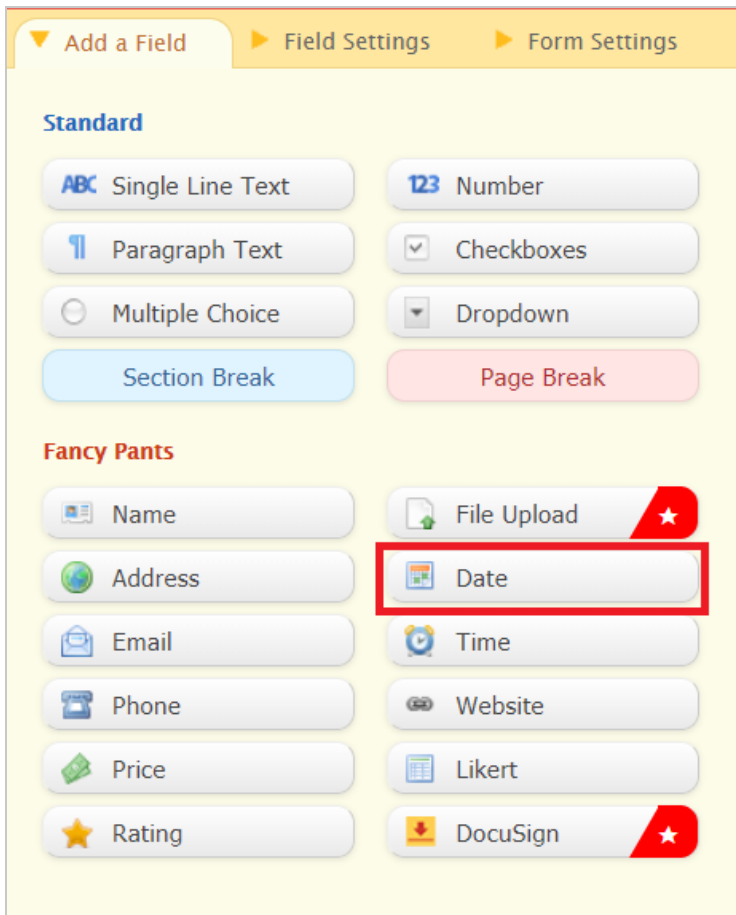 Add a Field Field Settings Form Settings
Standard
ABC Single Line Text 123 Number
Paragraph Text Checkboxes
Multiple Choice Dropdown
Section Break Page Break
Fancy Pants
Name File Upload
Address Date
Email Time
Phone Website
Price Likert
Rating DocuSign